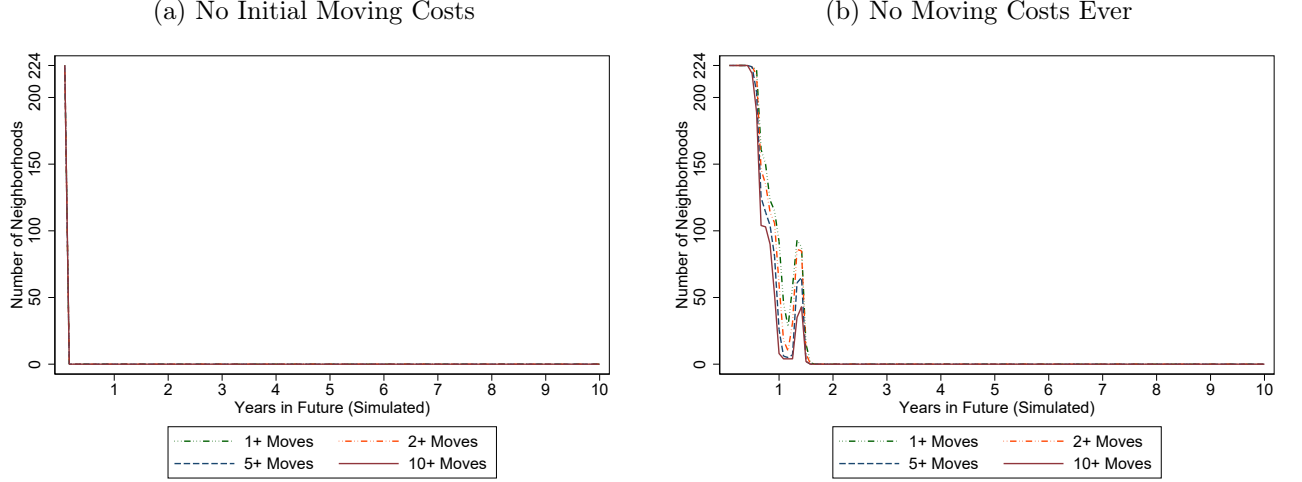 (a) No Initial Moving Costs
Number of Neighborhoods
224
200
150
100
50
0
1 2 3 4 5 6 7 8 9 10
Years in Future (Simulated)
1+ Moves 2+ Moves
5+ Moves 10+ Moves
(b) No Moving Costs Ever
Number of Neighborhoods
224
200
150
100
50
0
1 2 3 4 5 6 7 8 9 10
Years in Future (Simulated)
1+ Moves 2+ Moves
5+ Moves 10+ Moves